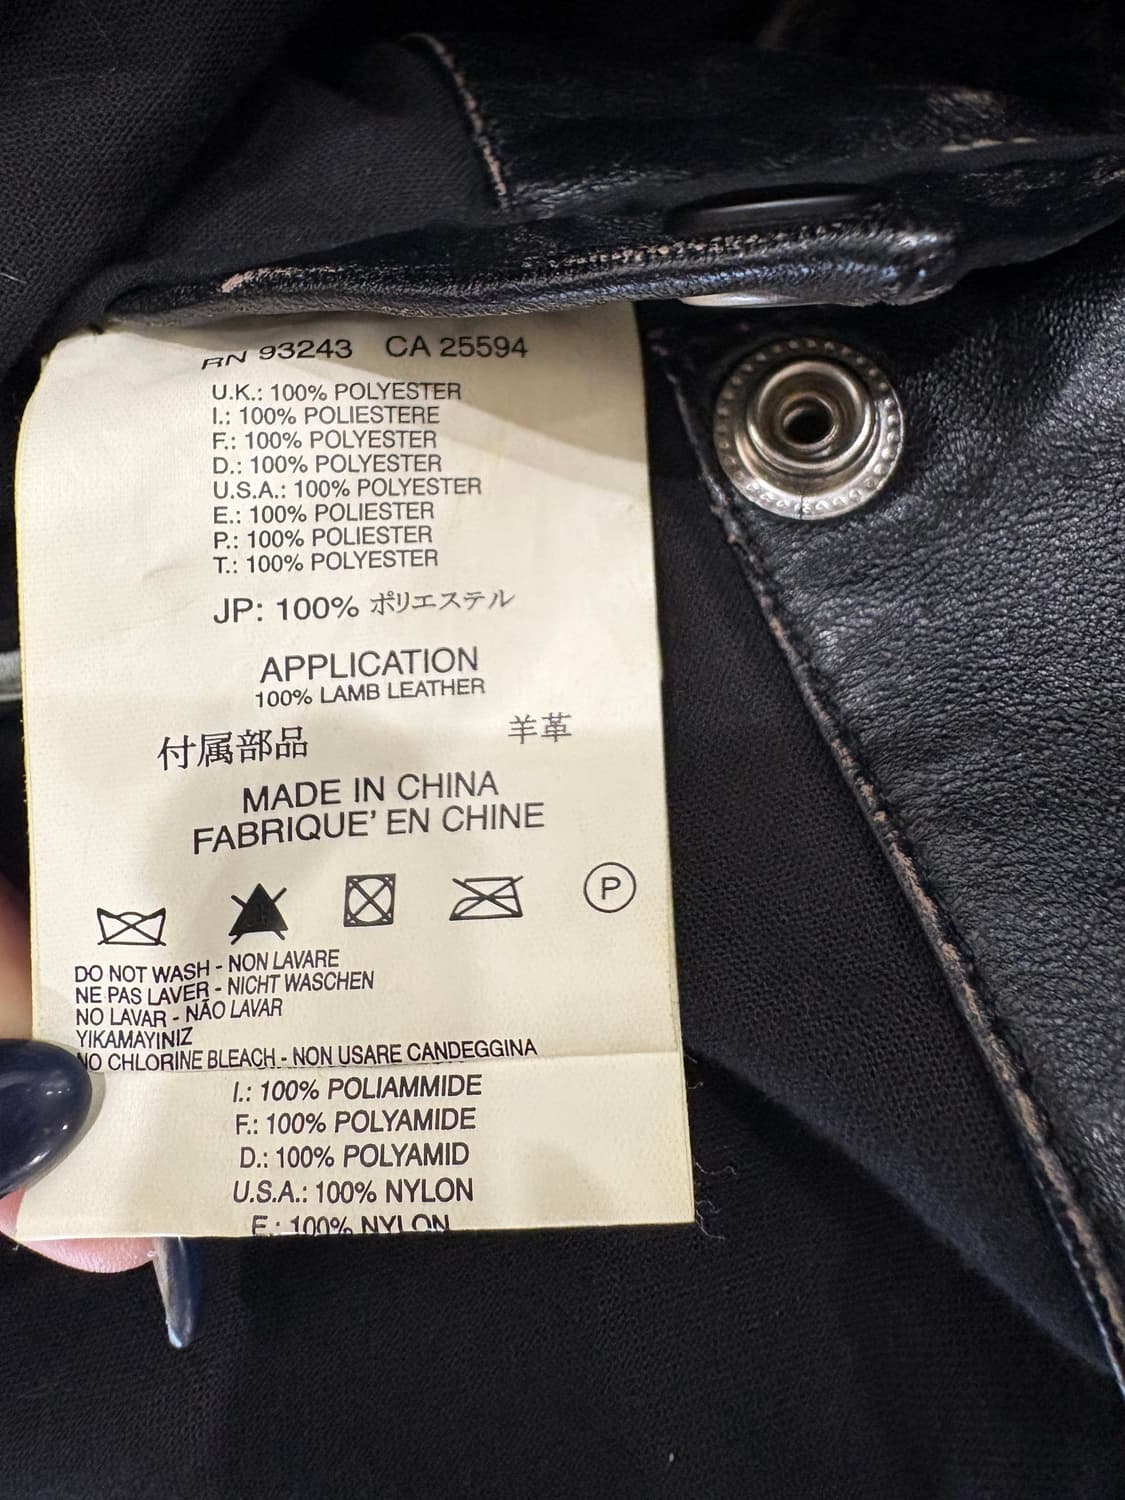 RN 93243 CA 25594
U.K.: 100% POLYESTER
I.: 100% POLIESTERE
F.: 100% POLYESTER
D.: 100% POLYESTER
U.S.A.: 100% POLYESTER
E.: 100% POLIESTER
P.: 100% POLIESTER
T.: 100% POLYESTER
JP: 100% ポリエステル
APPLICATION
100% LAMB LEATHER
付属部品 羊革
MADE IN CHINA
FABRIQUE' EN CHINE
P
DO NOT WASH - NON LAVARE
NE PAS LAVER - NICHT WASCHEN
NO LAVAR - NÃO LAVAR
YIKAMAYINIZ
NO CHLORINE BLEACH - NON USARE CANDEGGINA
I.: 100% POLIAMMIDE
F.: 100% POLYAMIDE
D.: 100% POLYAMID
U.S.A.: 100% NYLON
E.: 100% NYLON